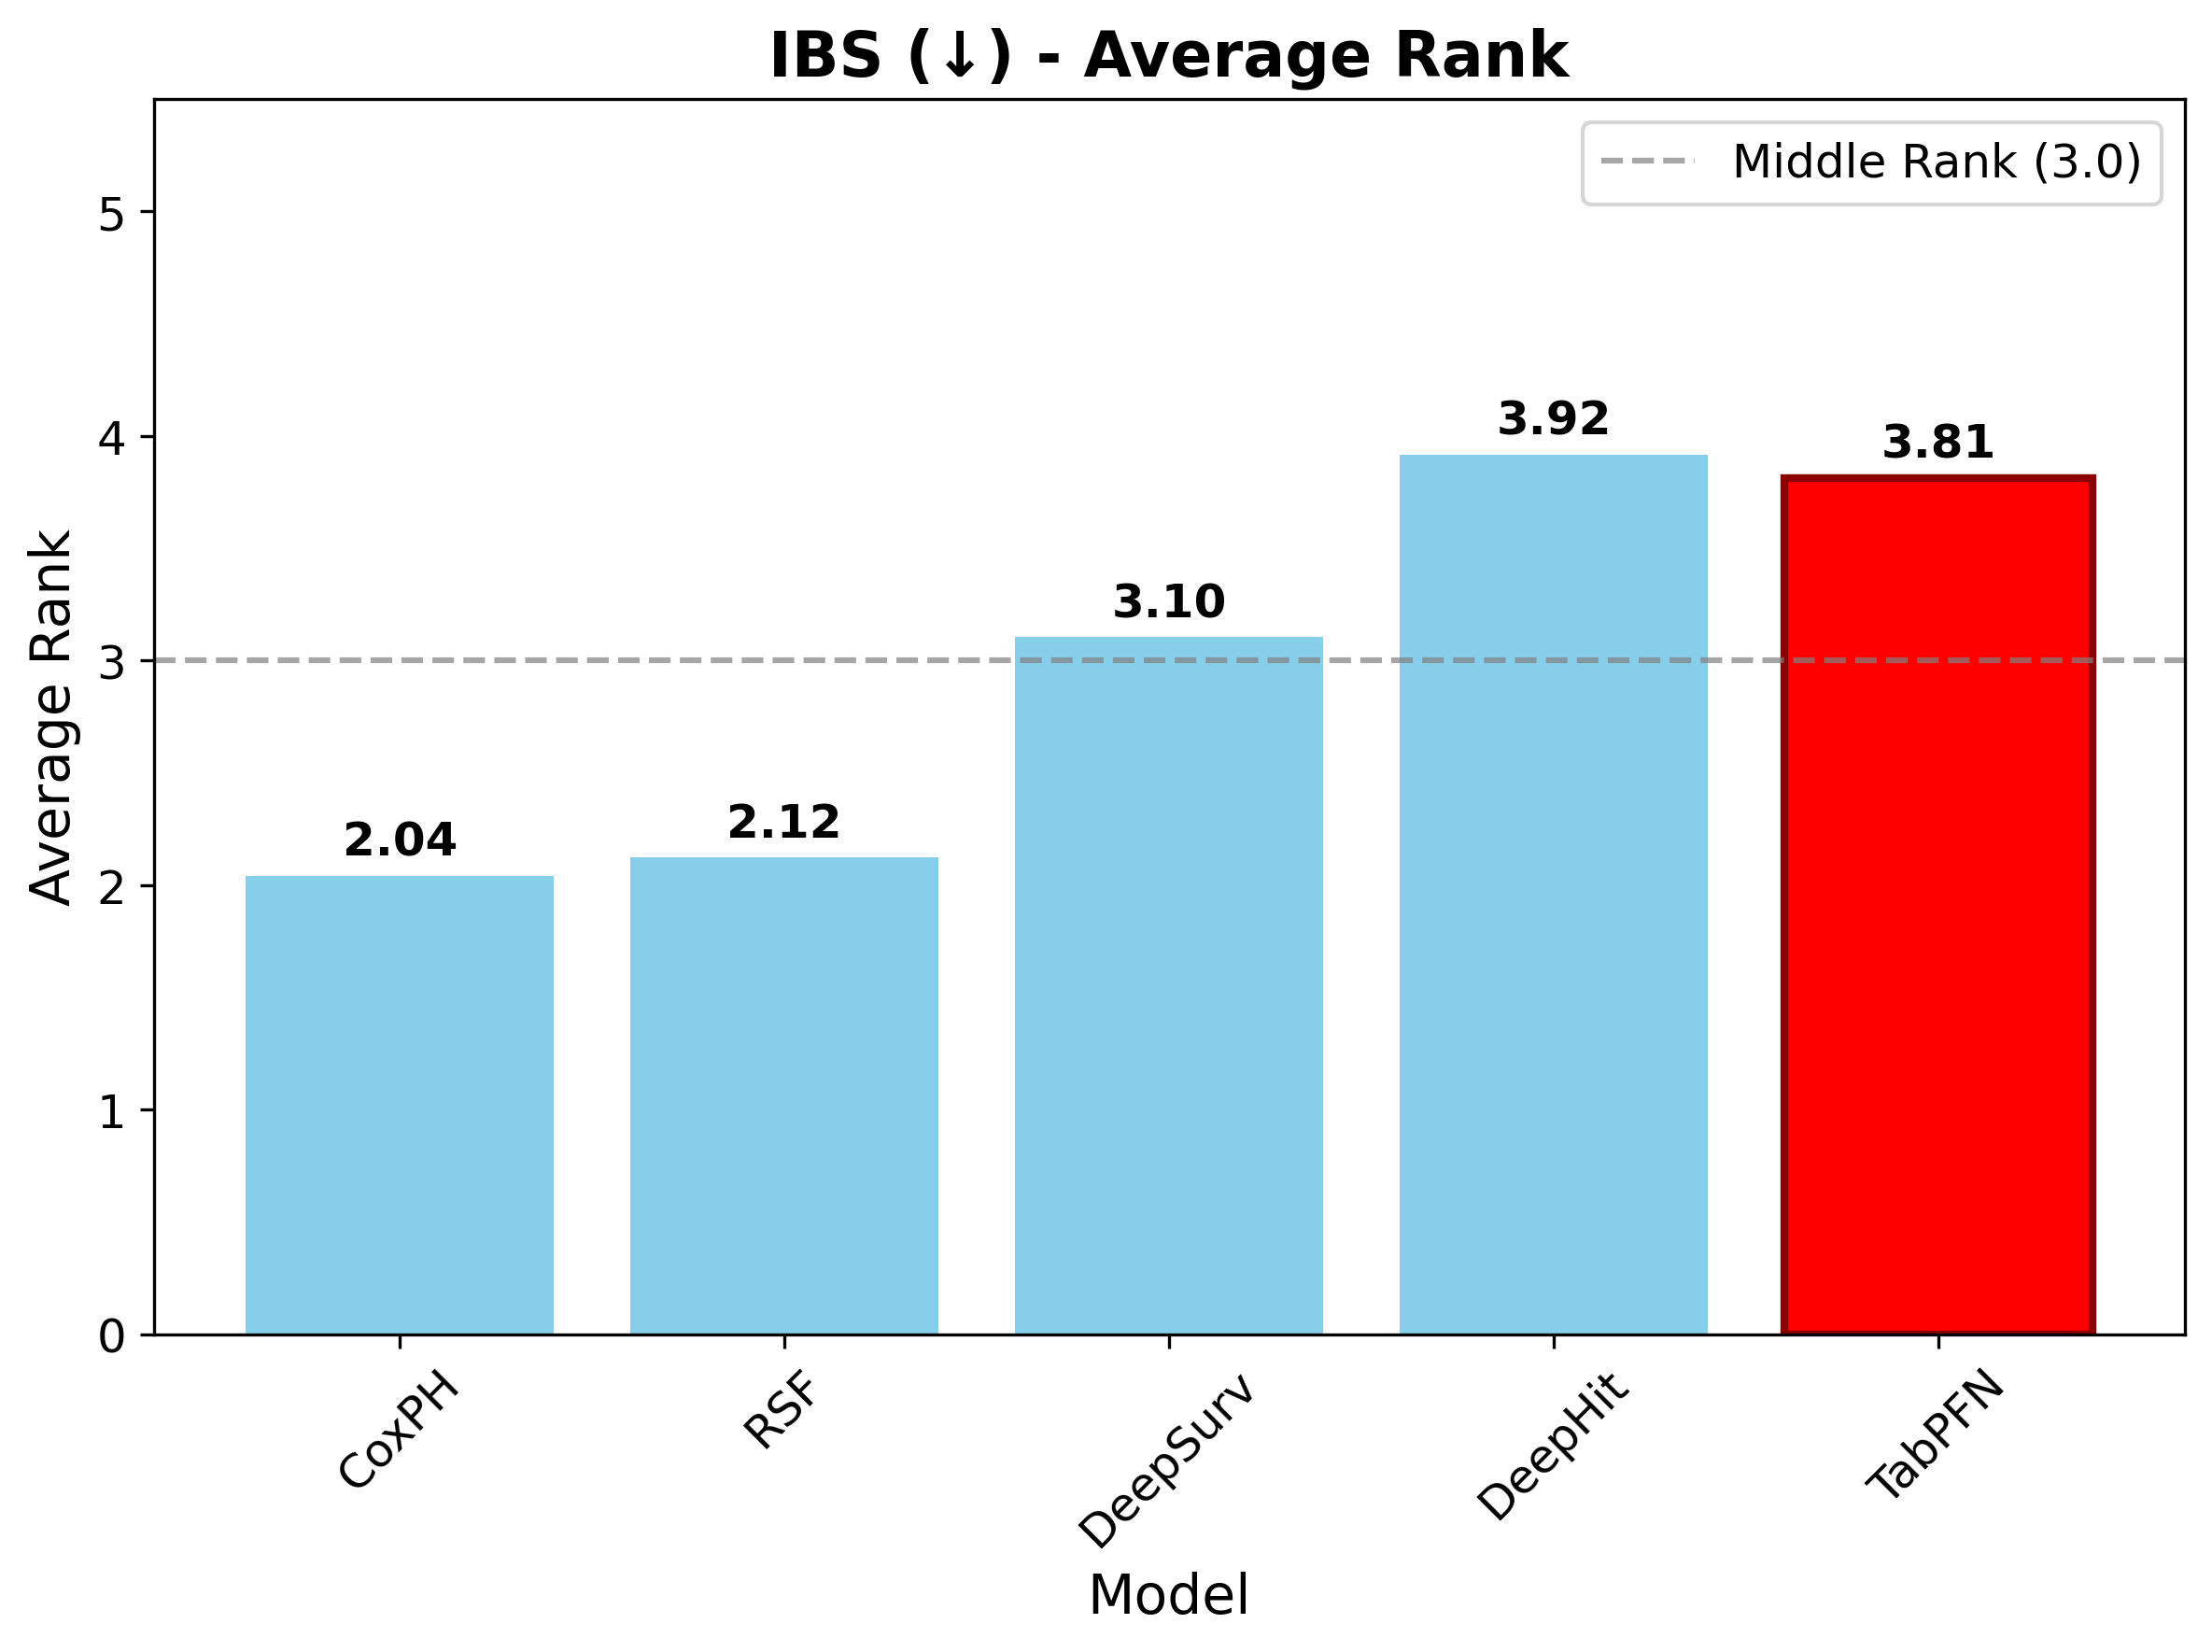 IBS (↓) - Average Rank
Middle Rank (3.0)
Average Rank
5
4
3
2
1
0
2.04
2.12
3.10
3.92
3.81
CoxPH
RSF
DeepSurv
DeepHit
TabPFN
Model